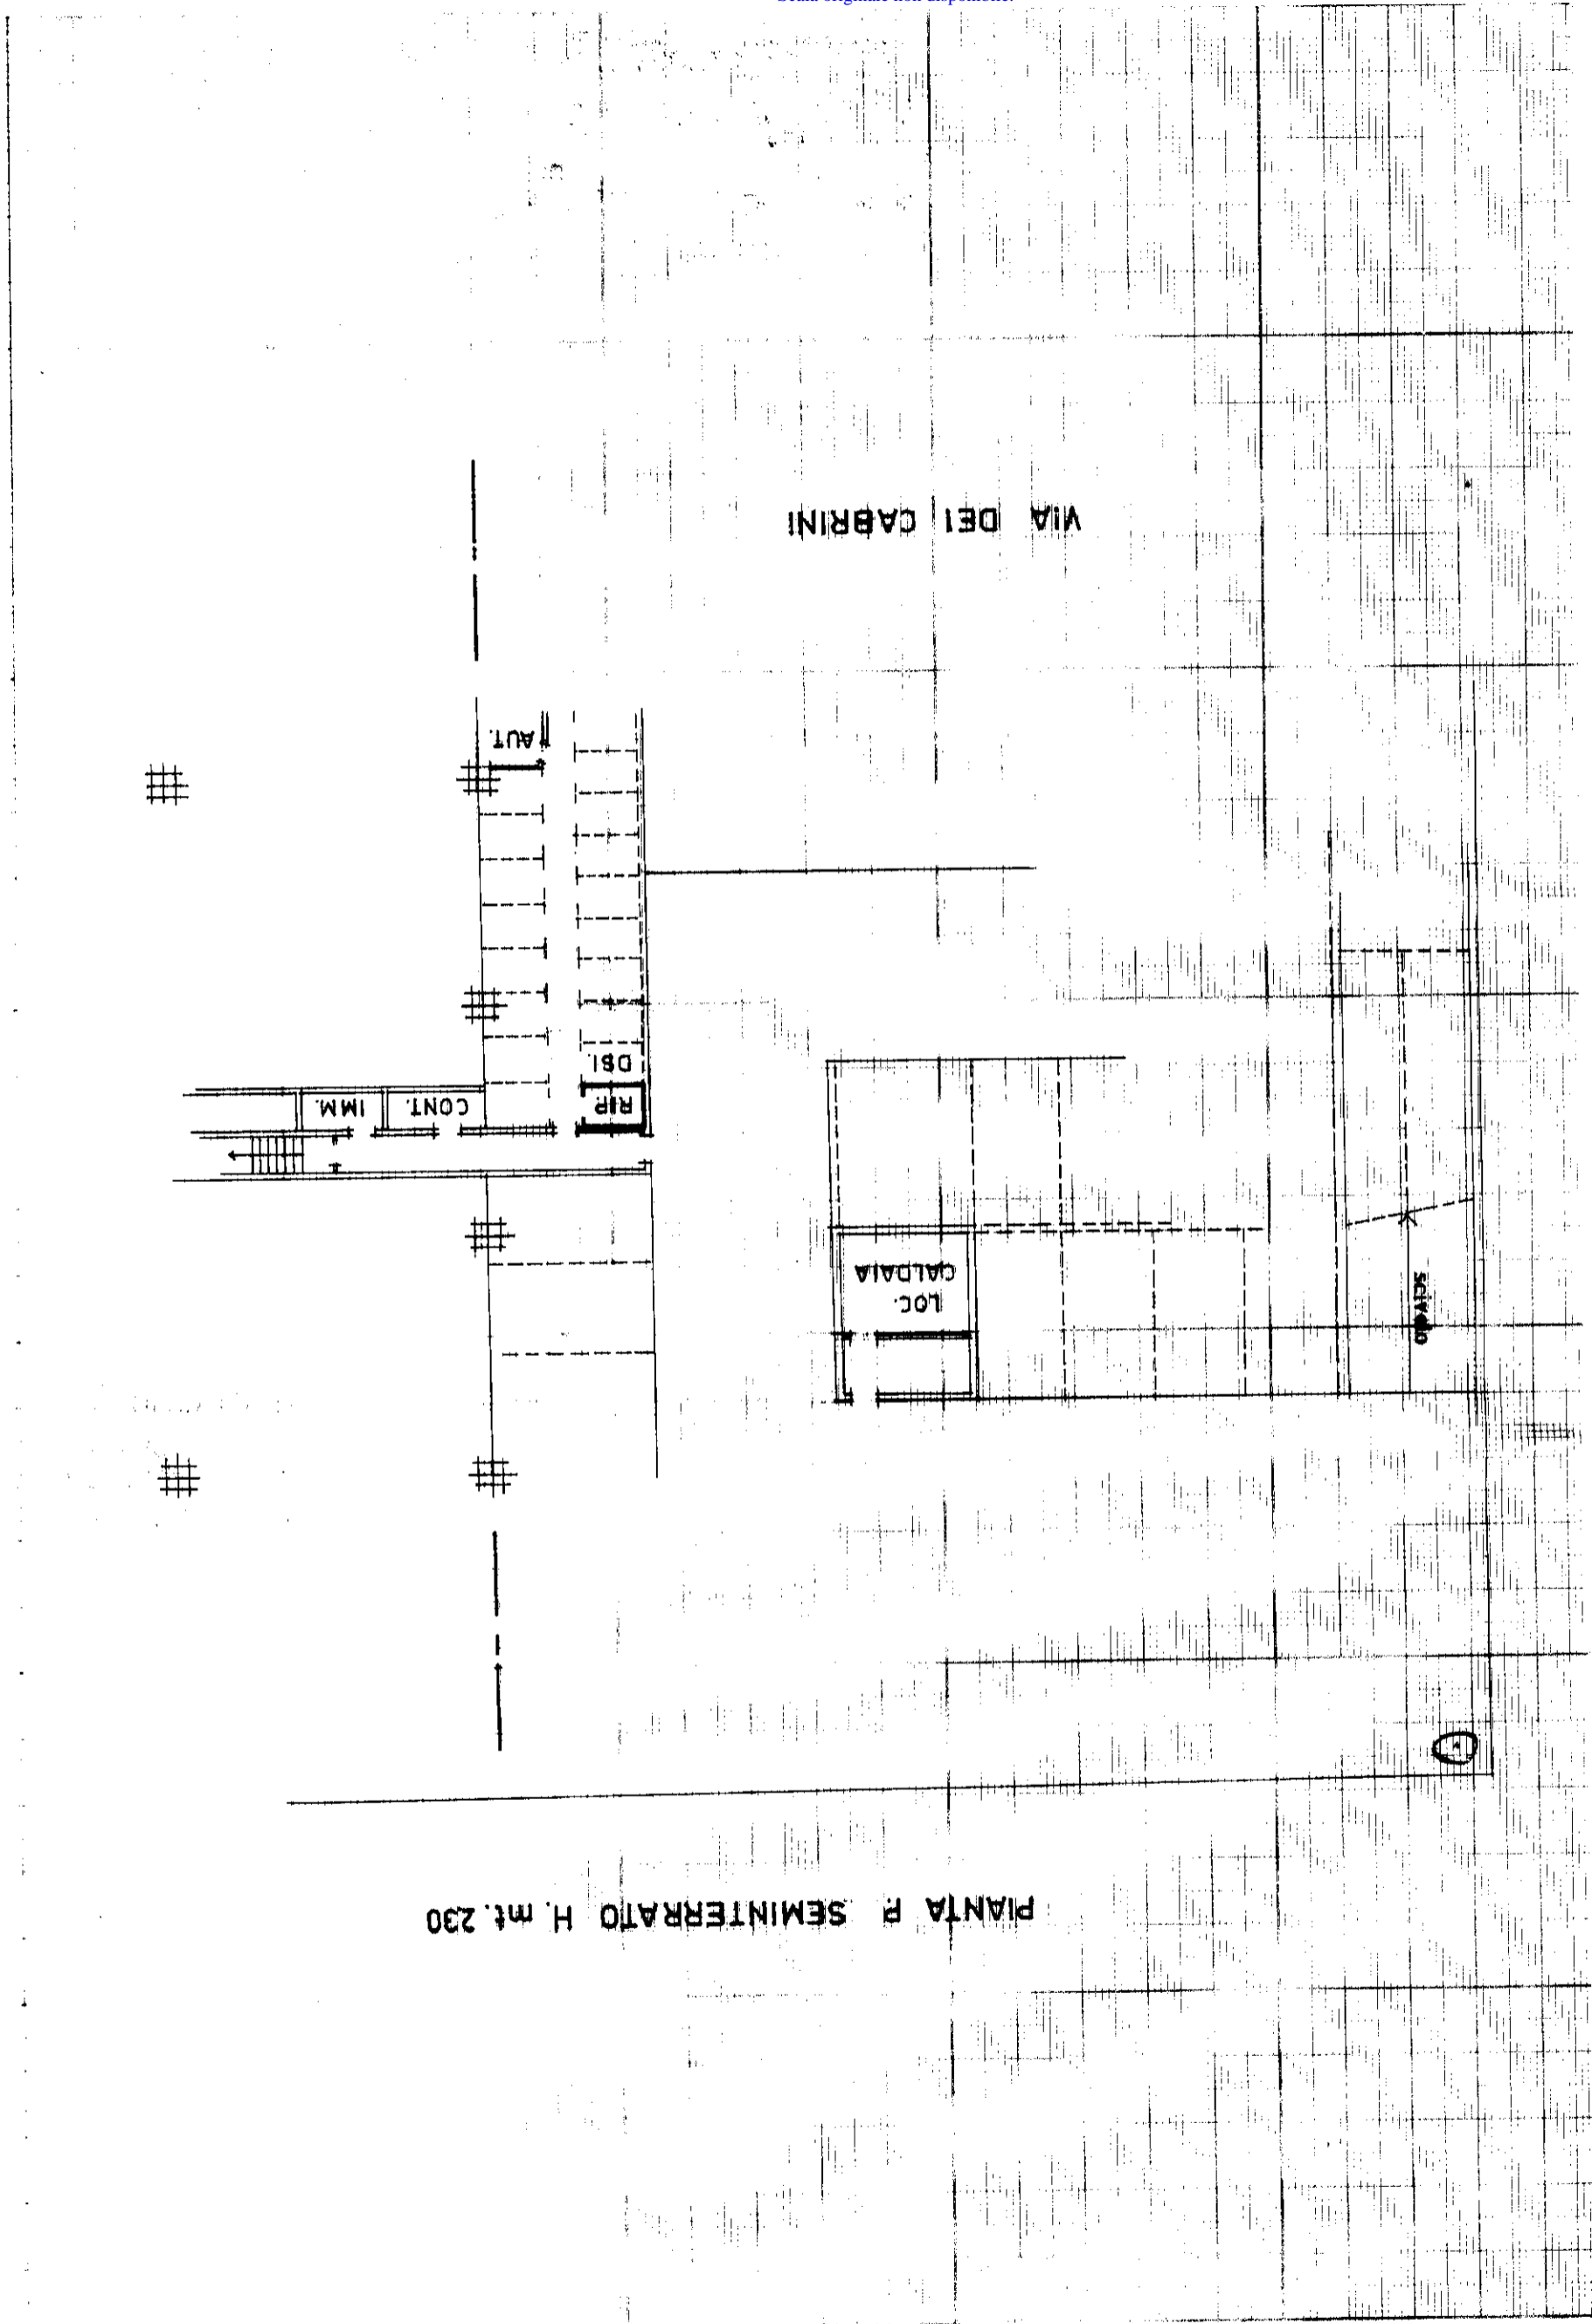 PIANTA P. SEMINTERRATO H. mt. 230
LOC.
CALDAIA
SCIVOLO
IMM.
CONT.
RIP.
DSI.
AUT.
VIA DEI CABRINI